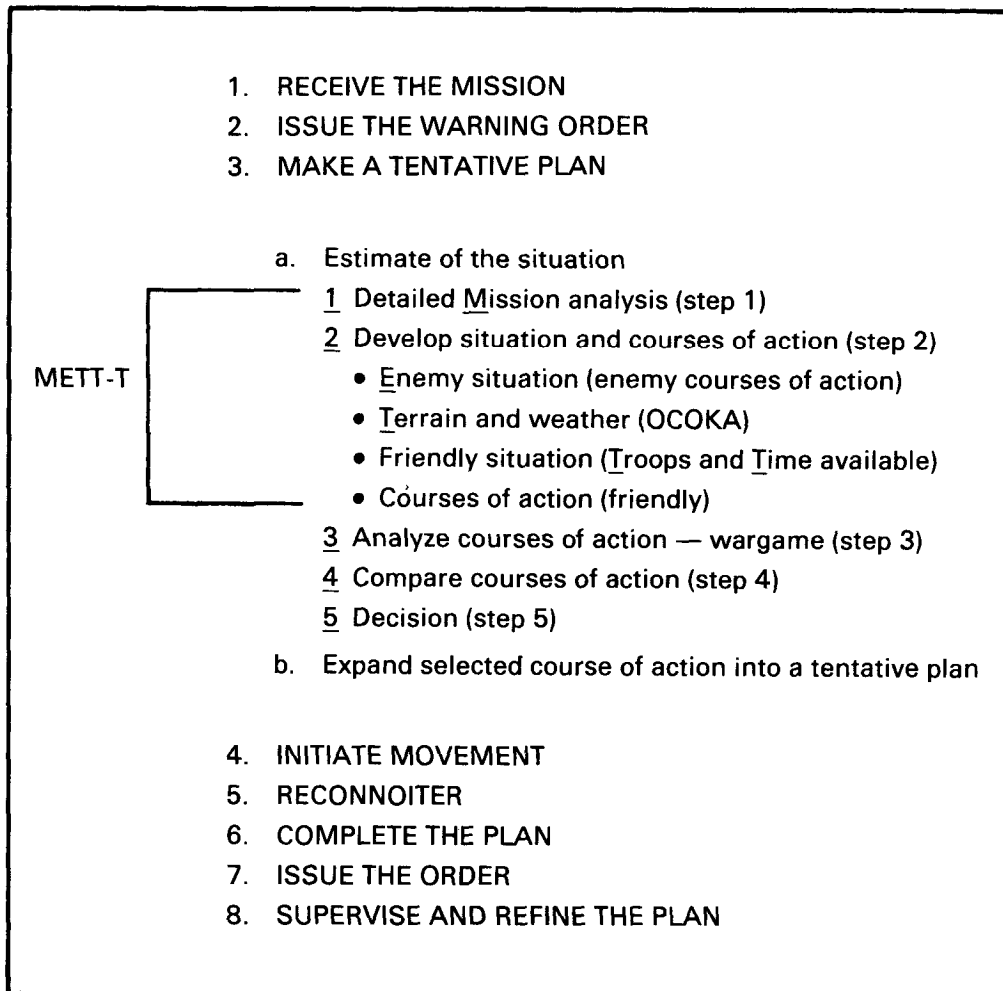 1. RECEIVE THE MISSION
2. ISSUE THE WARNING ORDER
3. MAKE A TENTATIVE PLAN
a. Estimate of the situation
1 Detailed Mission analysis (step 1)
2 Develop situation and courses of action (step 2)
METT-T
• Enemy situation (enemy courses of action)
• Terrain and weather (OCOKA)
• Friendly situation (Troops and Time available)
• Courses of action (friendly)
3 Analyze courses of action — wargame (step 3)
4 Compare courses of action (step 4)
5 Decision (step 5)
b. Expand selected course of action into a tentative plan
4. INITIATE MOVEMENT
5. RECONNOITER
6. COMPLETE THE PLAN
7. ISSUE THE ORDER
8. SUPERVISE AND REFINE THE PLAN